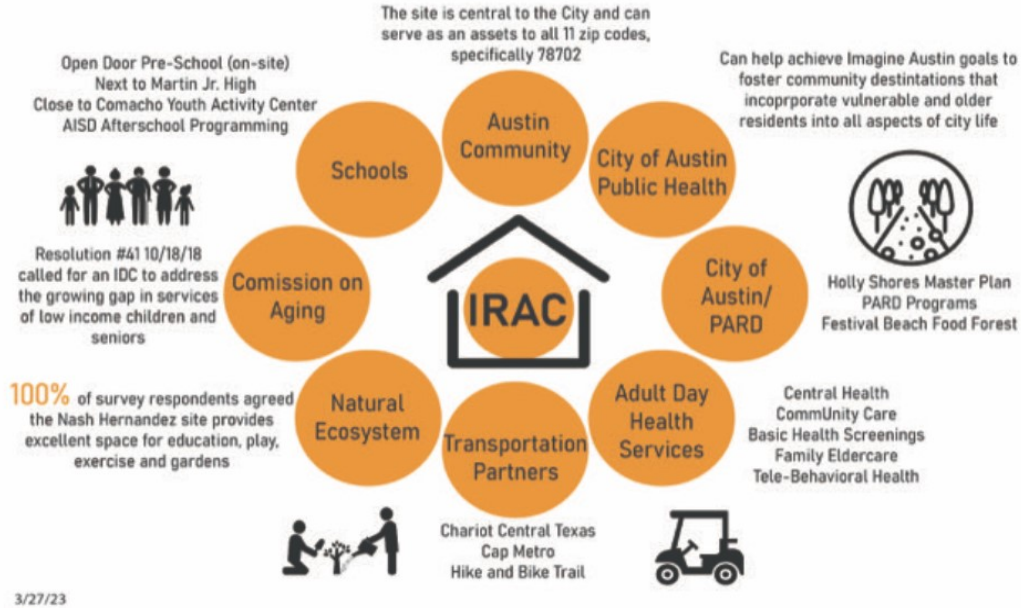 The site is central to the City and can
serve as an assets to all 11 zip codes,
specifically 78702
Open Door Pre-School (on-site)
Next to Martin Jr. High
Close to Comacho Youth Activity Center
AISD Afterschool Programming
Can help achieve Imagine Austin goals to
foster community destintations that
incoprporate vulnerable and older
residents into all aspects of city life
Schools
Austin
Community
City of Austin
Public Health
Resolution #41 10/18/18
called for an IDC to address
the growing gap in services
of low income children and
seniors
Comission on
Aging
IRAC
City of
Austin/
PARD
Holly Shores Master Plan
PARD Programs
Festival Beach Food Forest
100% of survey respondents agreed
the Nash Hernandez site provides
excellent space for education, play,
exercise and gardens
Natural
Ecosystem
Transportation
Partners
Adult Day
Health
Services
Central Health
CommUnity Care
Basic Health Screenings
Family Eldercare
Tele-Behavioral Health
Chariot Central Texas
Cap Metro
Hike and Bike Trail
3/27/23